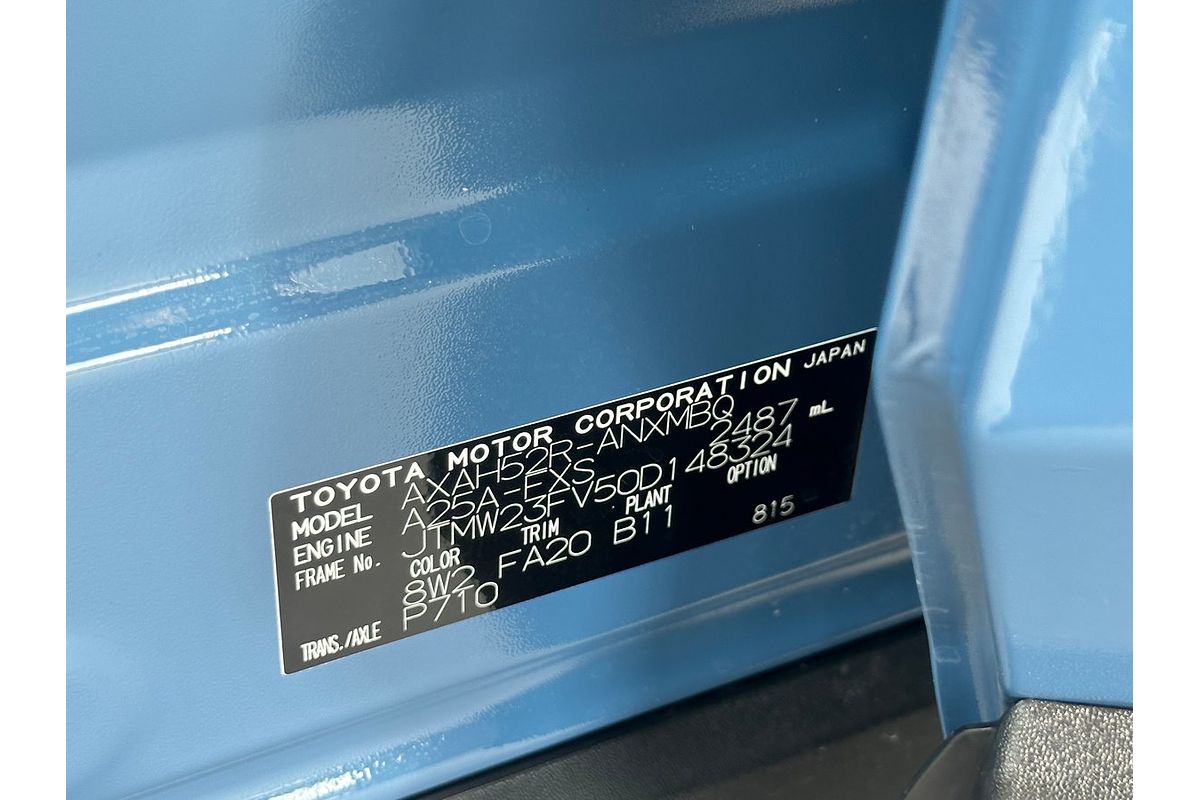 TOYOTA MOTOR CORPORATION JAPAN
MODEL AXAH52R-ANXMBQ
ENGINE A25A-FXS 2487 mL
FRAME No. JTMW23FV50D148324
COLOR TRIM PLANT OPTION
8W2 FA20 B11 815
TRANS./AXLE P710